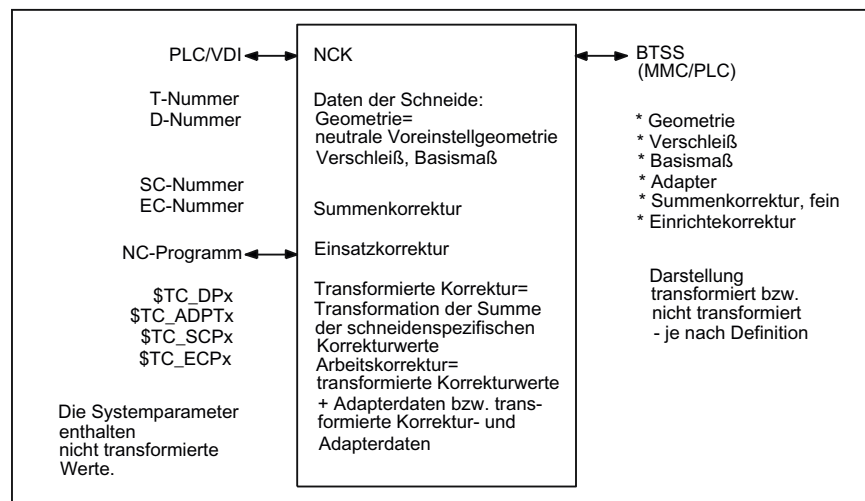 PLC/VDI
T-Nummer
D-Nummer
SC-Nummer
EC-Nummer
NC-Programm
$TC_DPx
$TC_ADPTx
$TC_SCPx
$TC_ECPx
Die Systemparameter
enthalten
nicht transformierte
Werte.
NCK
Daten der Schneide:
Geometrie=
neutrale Voreinstellgeometrie
Verschleiß, Basismaß
Summenkorrektur
Einsatzkorrektur
Transformierte Korrektur=
Transformation der Summe
der schneidenspezifischen
Korrekturwerte
Arbeitskorrektur=
transformierte Korrekturwerte
+ Adapterdaten bzw. trans-
formierte Korrektur- und
Adapterdaten
BTSS
(MMC/PLC)
* Geometrie
* Verschleiß
* Basismaß
* Adapter
* Summenkorrektur, fein
* Einrichtekorrektur
Darstellung
transformiert bzw.
nicht transformiert
- je nach Definition